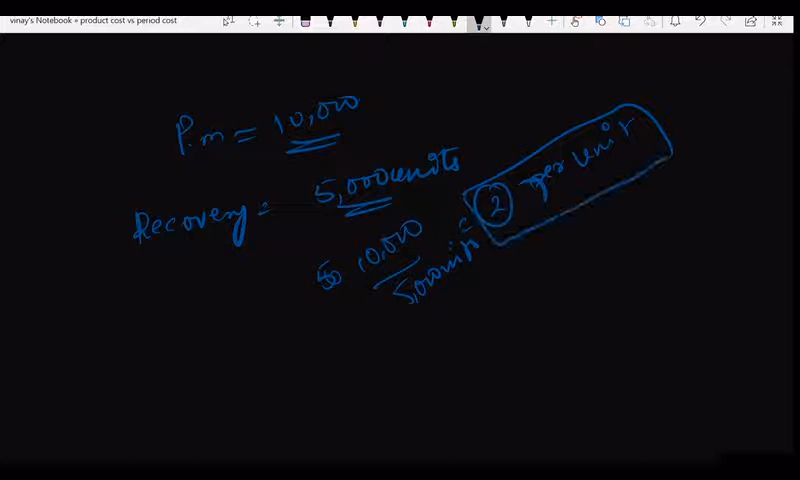 vinay's Notebook » product cost vs period cost
P.m = 10,000
Recovery = 5,000 units
10,000 / 5,000 units = 2 per unit